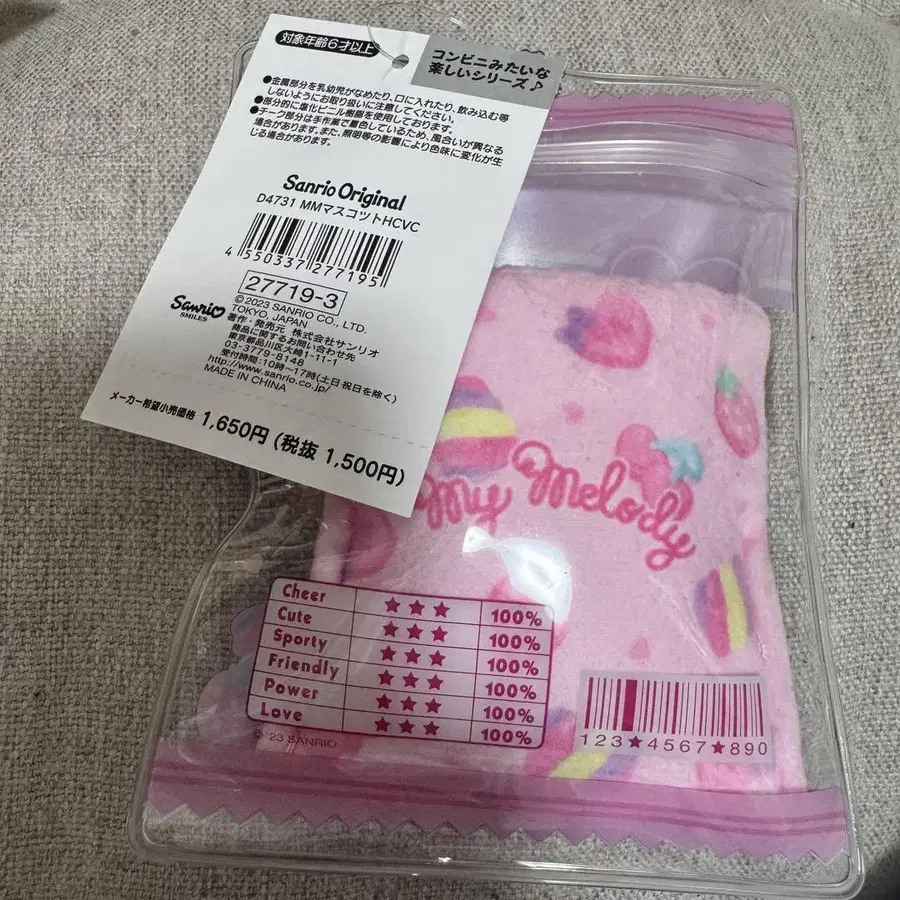 対象年齢6才以上
コンビニみたいな
楽しいシリーズ♪
●金属部分を乳幼児がなめたり、口に入れたり、飲み込む等
しないようにお取り扱いに注意してください。
●部分的に塩化ビニル樹脂を使用しております。
●チーク部分は手作業で着色しているため、風合いが異なる
場合があります。また、照明等の影響により色味に変化が生
じる場合があります。
Sanrio Original
D4731 MMマスコットHCVC
4 550337 277195
27719-3
Sanrio
SMILES
© 2023 SANRIO CO., LTD.
TOKYO, JAPAN
著作・発売元 株式会社サンリオ
商品に関するお問い合わせ先
東京都品川区大崎1-11-1
03-3779-8148
受付時間:10時〜17時(土日祝日を除く)
http://www.sanrio.co.jp/
MADE IN CHINA
メーカー希望小売価格 1,650円 (税抜 1,500円)
My Melody
Cheer ★★★ 100%
Cute ★★★ 100%
Sporty ★★★ 100%
Friendly ★★★ 100%
Power ★★★ 100%
Love ★★★ 100%
© '23 SANRIO
123★4567★890